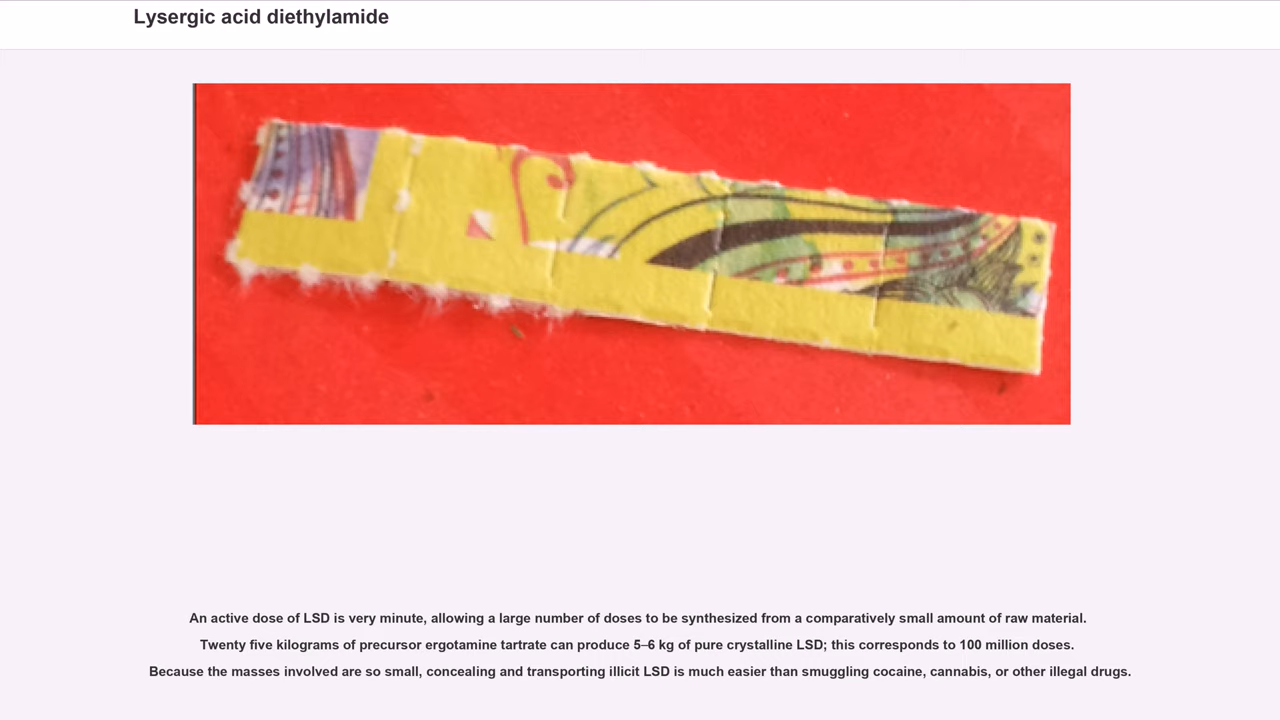 Lysergic acid diethylamide
An active dose of LSD is very minute, allowing a large number of doses to be synthesized from a comparatively small amount of raw material.
Twenty five kilograms of precursor ergotamine tartrate can produce 5–6 kg of pure crystalline LSD; this corresponds to 100 million doses.
Because the masses involved are so small, concealing and transporting illicit LSD is much easier than smuggling cocaine, cannabis, or other illegal drugs.